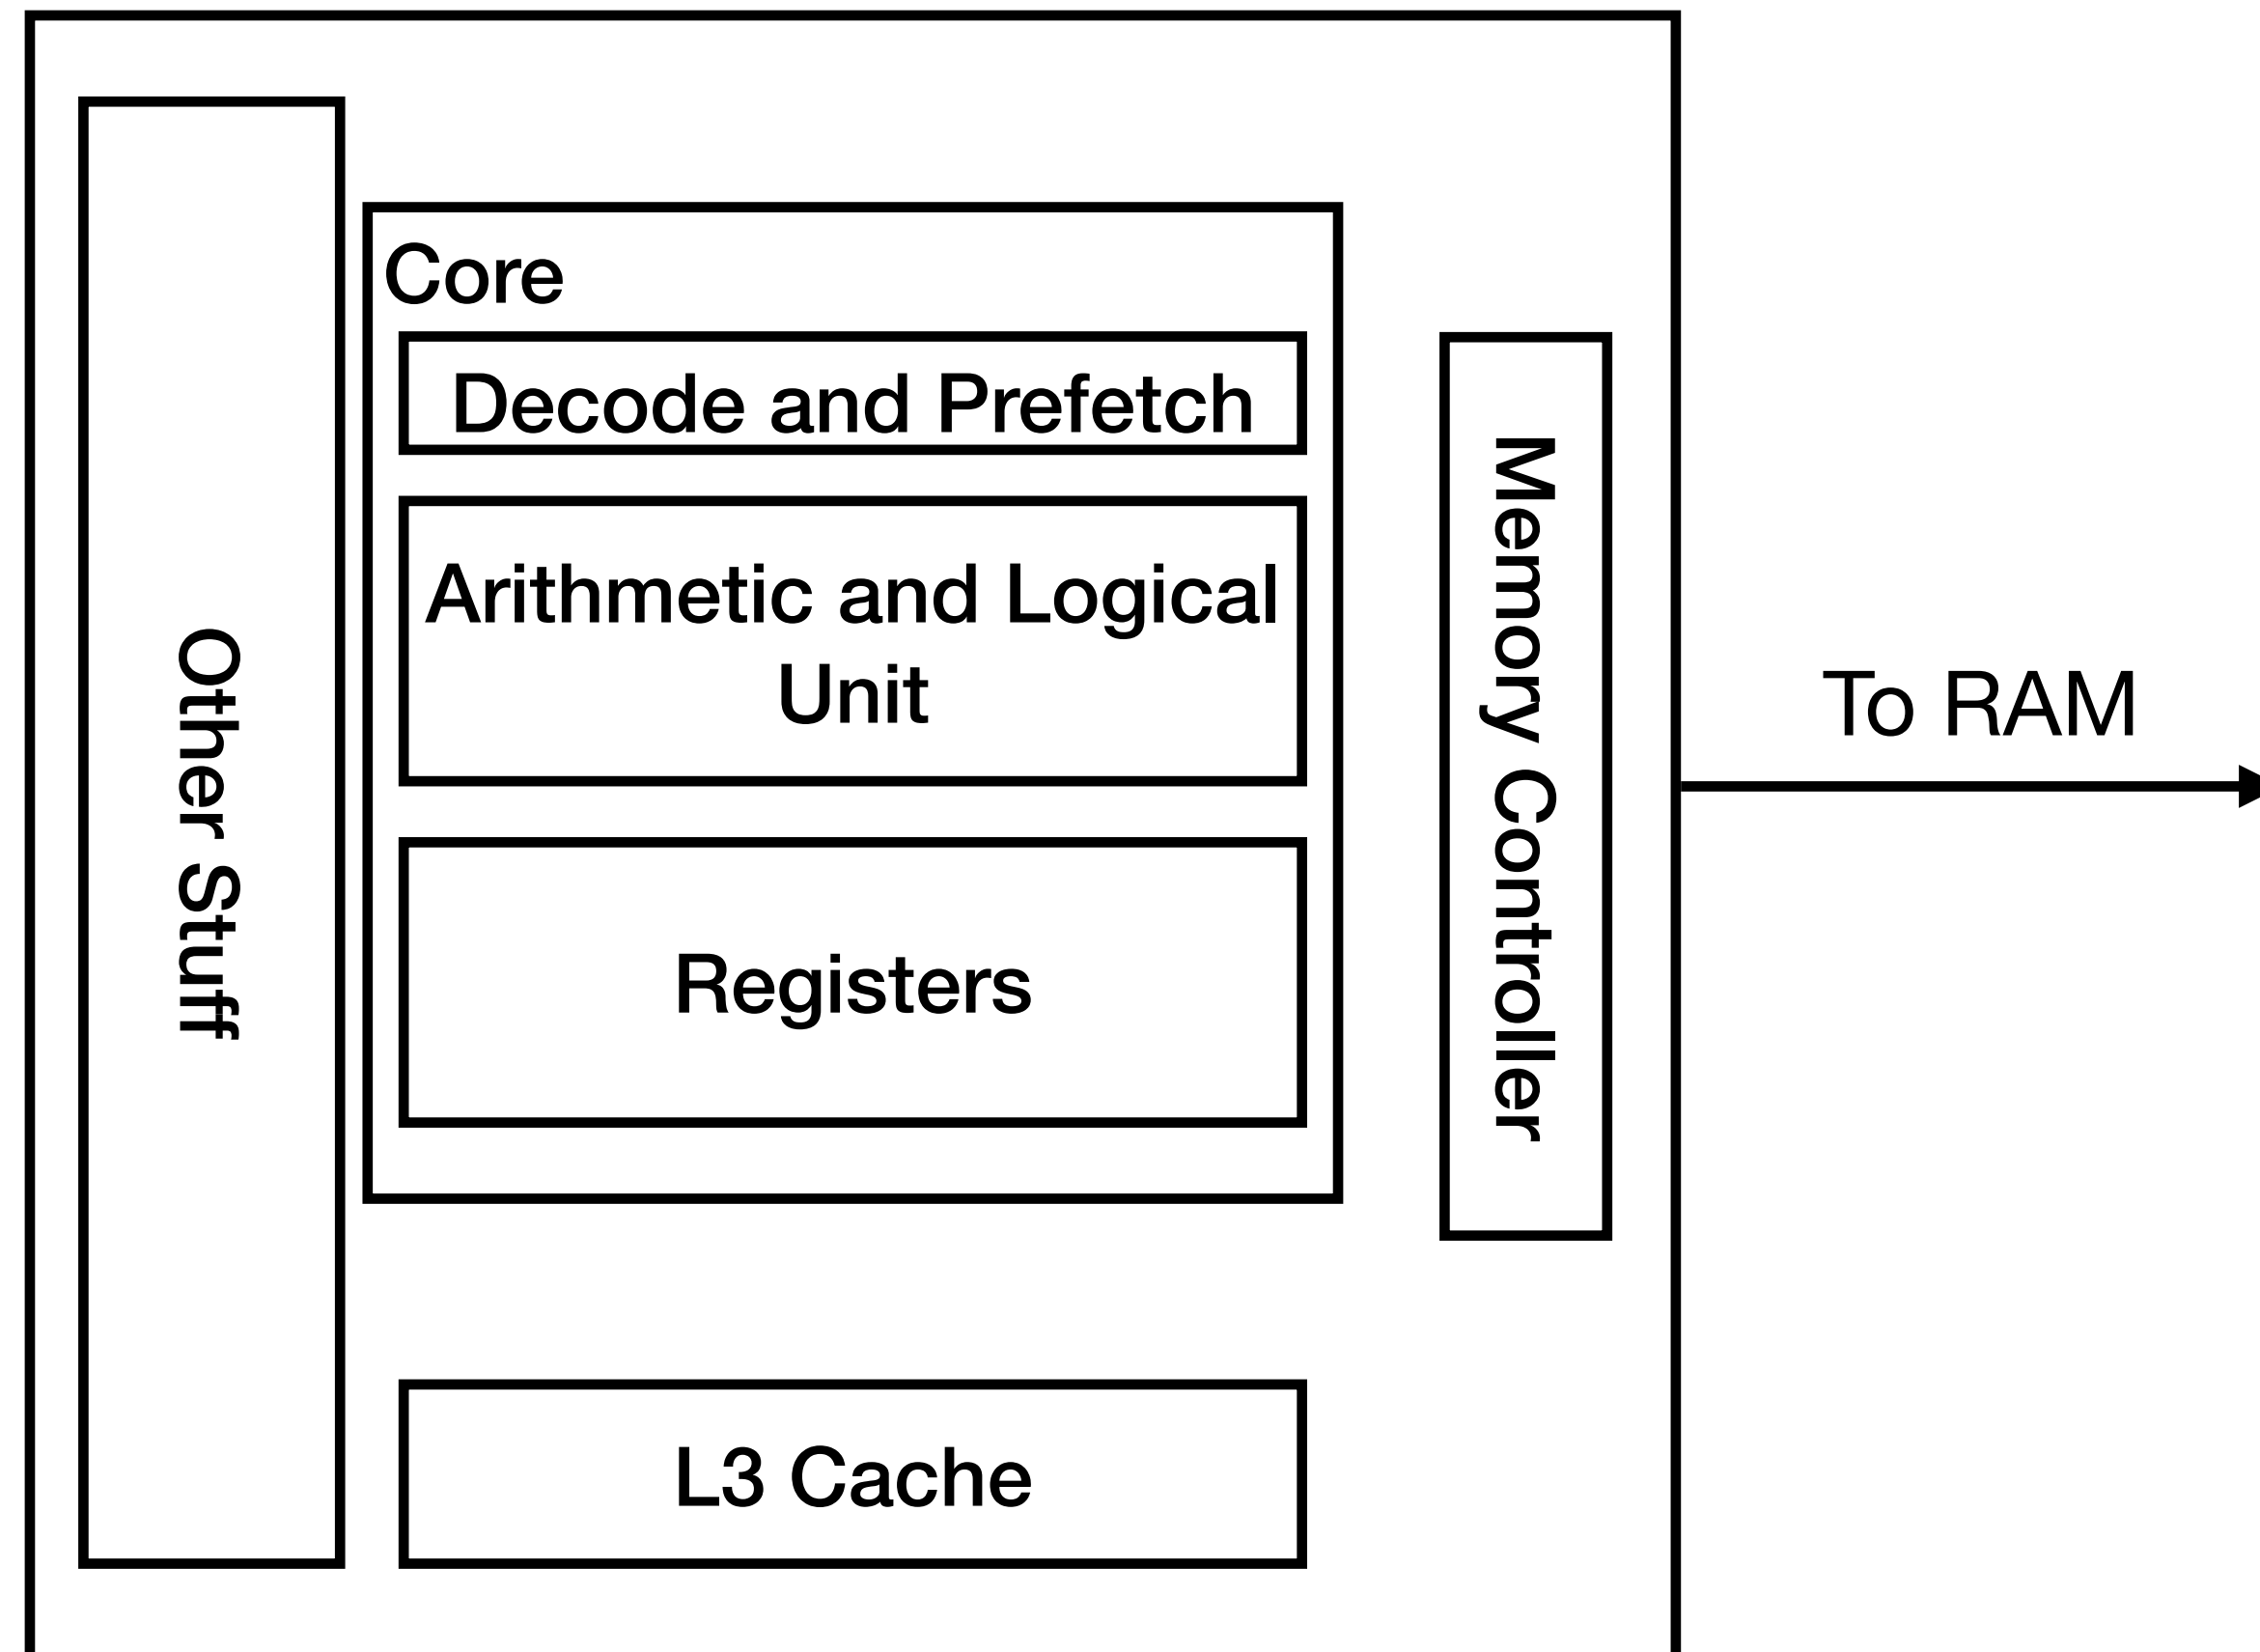 Core
Decode and Prefetch
Arithmetic and Logical
Unit
Registers
L3 Cache
Other Stuff
Memory Controller
To RAM